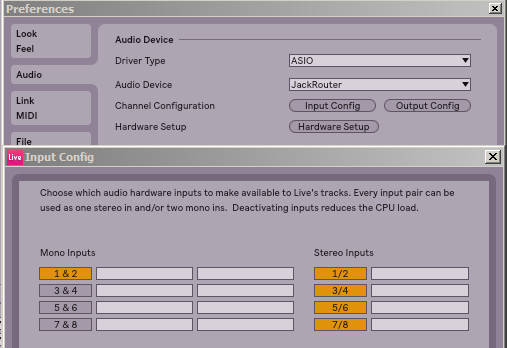 Preferences
Look
Feel
Audio
Link
MIDI
File
Audio Device
Driver Type
ASIO
Audio Device
JackRouter
Channel Configuration
Input Config
Output Config
Hardware Setup
Hardware Setup
Live Input Config
Choose which audio hardware inputs to make available to Live's tracks. Every input pair can be
used as one stereo in and/or two mono ins.  Deactivating inputs reduces the CPU load.
Mono Inputs
Stereo Inputs
1 & 2
1/2
3 & 4
3/4
5 & 6
5/6
7 & 8
7/8